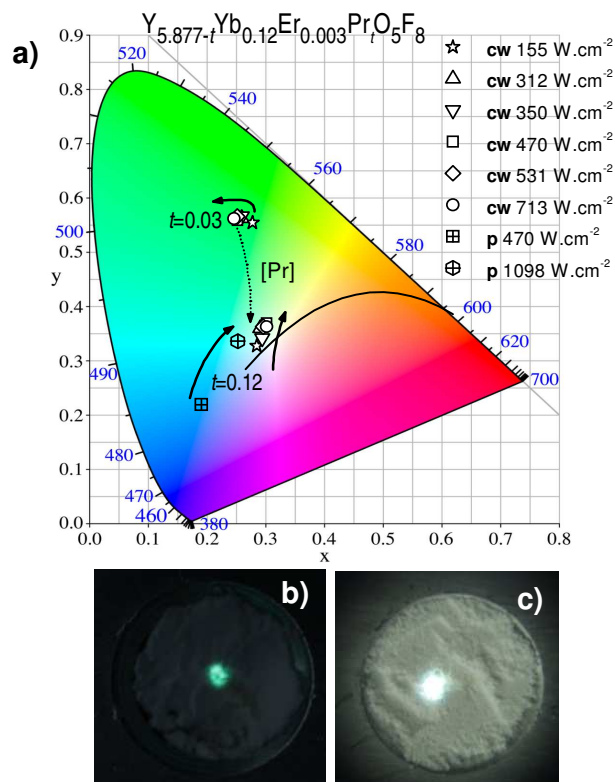 Y₅.₈₇₇₋ₜYb₀.₁₂Er₀.₀₀₃PrₜO₅F₈
a)
cw 155 W.cm⁻²
cw 312 W.cm⁻²
cw 350 W.cm⁻²
cw 470 W.cm⁻²
cw 531 W.cm⁻²
cw 713 W.cm⁻²
p 470 W.cm⁻²
p 1098 W.cm⁻²
0.9
0.8
0.7
0.6
0.5
y
0.4
0.3
0.2
0.1
0.0
520
540
560
580
600
620
700
500
490
480
470
460
380
t=0.03
[Pr]
t=0.12
0.0 0.1 0.2 0.3 0.4 0.5 0.6 0.7 0.8
x
b)
c)